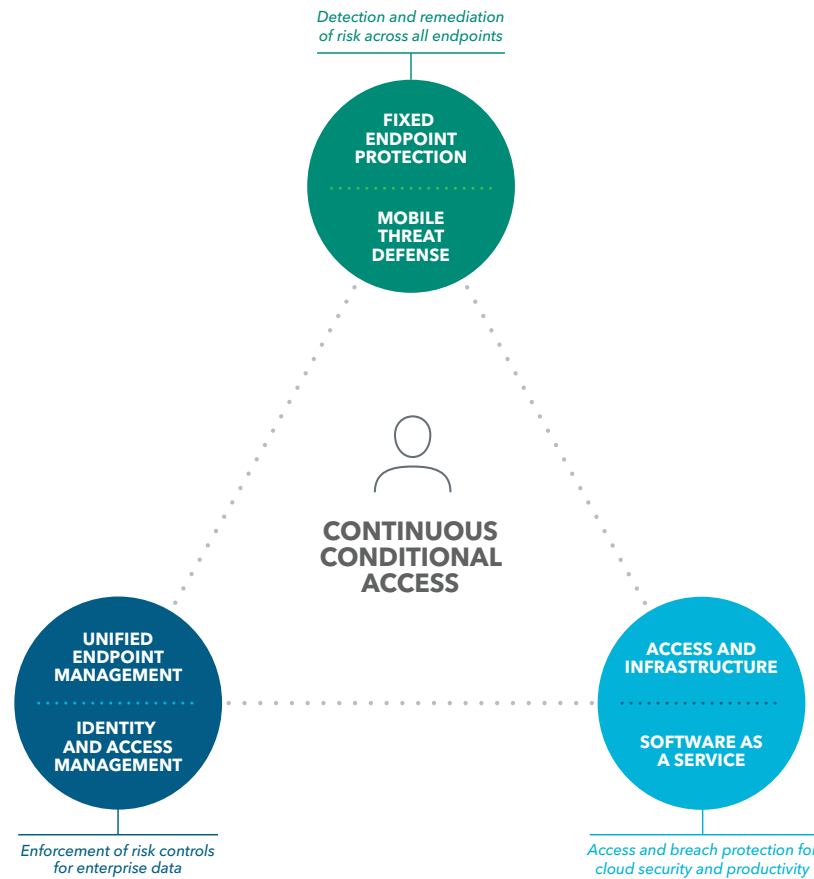 Detection and remediation
of risk across all endpoints
FIXED
ENDPOINT
PROTECTION
MOBILE
THREAT
DEFENSE
CONTINUOUS
CONDITIONAL
ACCESS
UNIFIED
ENDPOINT
MANAGEMENT
IDENTITY
AND ACCESS
MANAGEMENT
Enforcement of risk controls
for enterprise data
ACCESS AND
INFRASTRUCTURE
SOFTWARE AS
A SERVICE
Access and breach protection for
cloud security and productivity